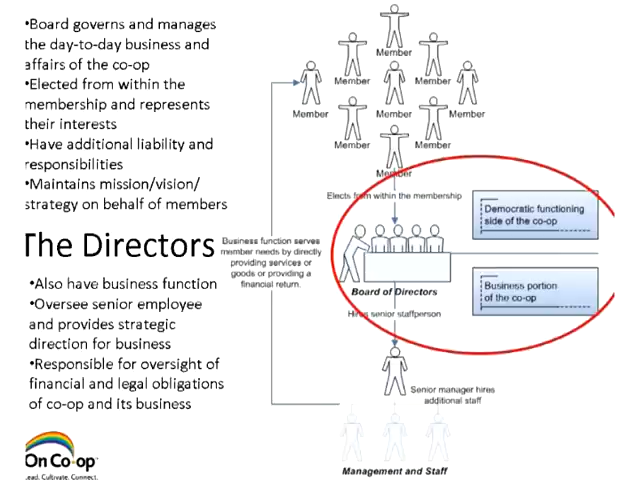 •Board governs and manages
the day-to-day business and
affairs of the co-op
•Elected from within the
membership and represents
their interests
•Have additional liability and
responsibilities
•Maintains mission/vision/
strategy on behalf of members
The Directors
•Also have business function
•Oversee senior employee
and provides strategic
direction for business
•Responsible for oversight of
financial and legal obligations
of co-op and its business
On Co-op
Lead. Cultivate. Connect.
Member
Member
Member
Member
Member
Member
Member
Member
Member
Elects from within the membership
Democratic functioning
side of the co-op
Business function serves
member needs by directly
providing services or
goods or providing a
financial return.
Business portion
of the co-op
Board of Directors
Hires senior staffperson
Senior manager hires
additional staff
Management and Staff